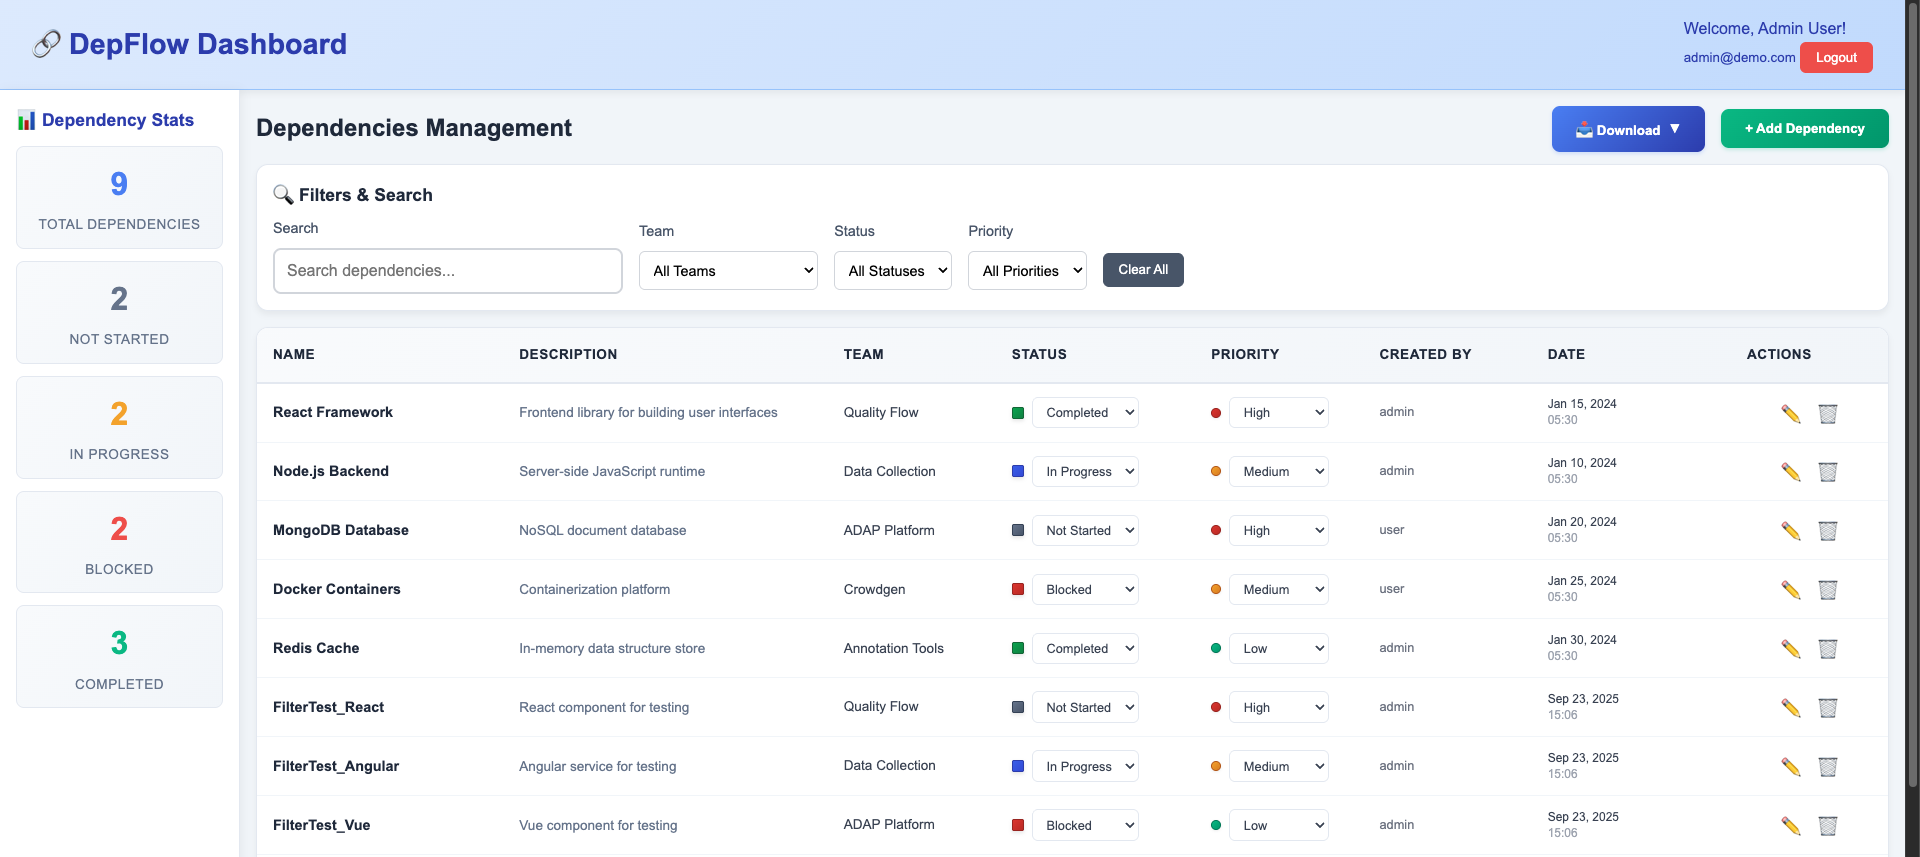 DepFlow Dashboard
Welcome, Admin User!
admin@demo.com Logout
Dependency Stats
9
TOTAL DEPENDENCIES
2
NOT STARTED
2
IN PROGRESS
2
BLOCKED
3
COMPLETED
Dependencies Management
Download ▼
+ Add Dependency
Filters & Search
Search Team Status Priority
Search dependencies... All Teams All Statuses All Priorities Clear All
NAME DESCRIPTION TEAM STATUS PRIORITY CREATED BY DATE ACTIONS
React Framework Frontend library for building user interfaces Quality Flow Completed High admin Jan 15, 2024
05:30
Node.js Backend Server-side JavaScript runtime Data Collection In Progress Medium admin Jan 10, 2024
05:30
MongoDB Database NoSQL document database ADAP Platform Not Started High user Jan 20, 2024
05:30
Docker Containers Containerization platform Crowdgen Blocked Medium user Jan 25, 2024
05:30
Redis Cache In-memory data structure store Annotation Tools Completed Low admin Jan 30, 2024
05:30
FilterTest_React React component for testing Quality Flow Not Started High admin Sep 23, 2025
15:06
FilterTest_Angular Angular service for testing Data Collection In Progress Medium admin Sep 23, 2025
15:06
FilterTest_Vue Vue component for testing ADAP Platform Blocked Low admin Sep 23, 2025
15:06